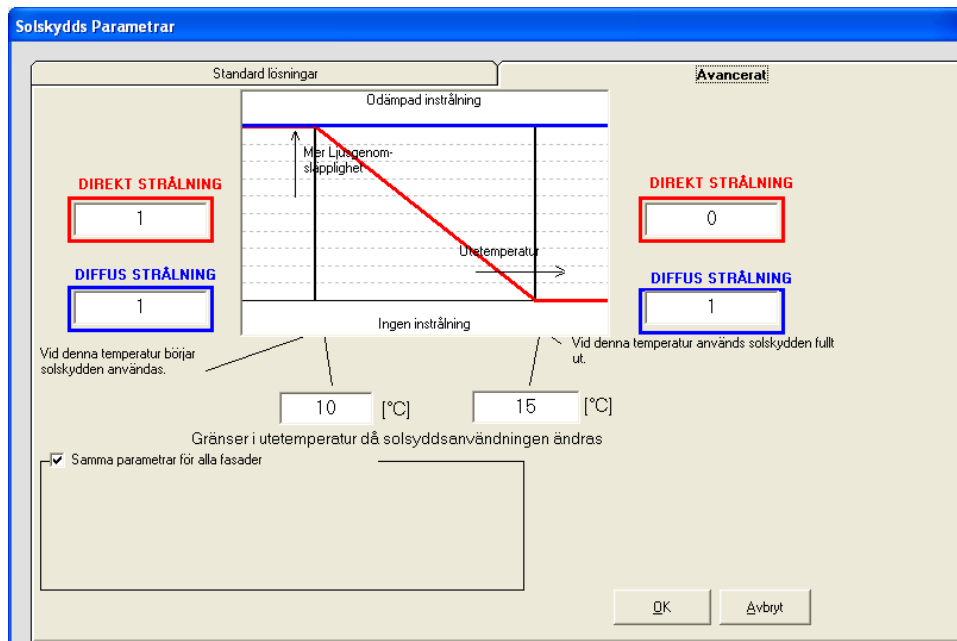 Solskydds Parametrar
Standard lösningar
Avancerat
Odämpad instrålning
Mer Ljusgenom-
släpplighet
DIREKT STRÅLNING
1
DIREKT STRÅLNING
0
Utetemperatur
DIFFUS STRÅLNING
1
DIFFUS STRÅLNING
1
Ingen instrålning
Vid denna temperatur börjar
solskydden användas.
Vid denna temperatur används solskydden fullt
ut.
10 [°C]
15 [°C]
Gränser i utetemperatur då solsyddsanvändningen ändras
Samma parametrar för alla fasader
OK
Avbryt